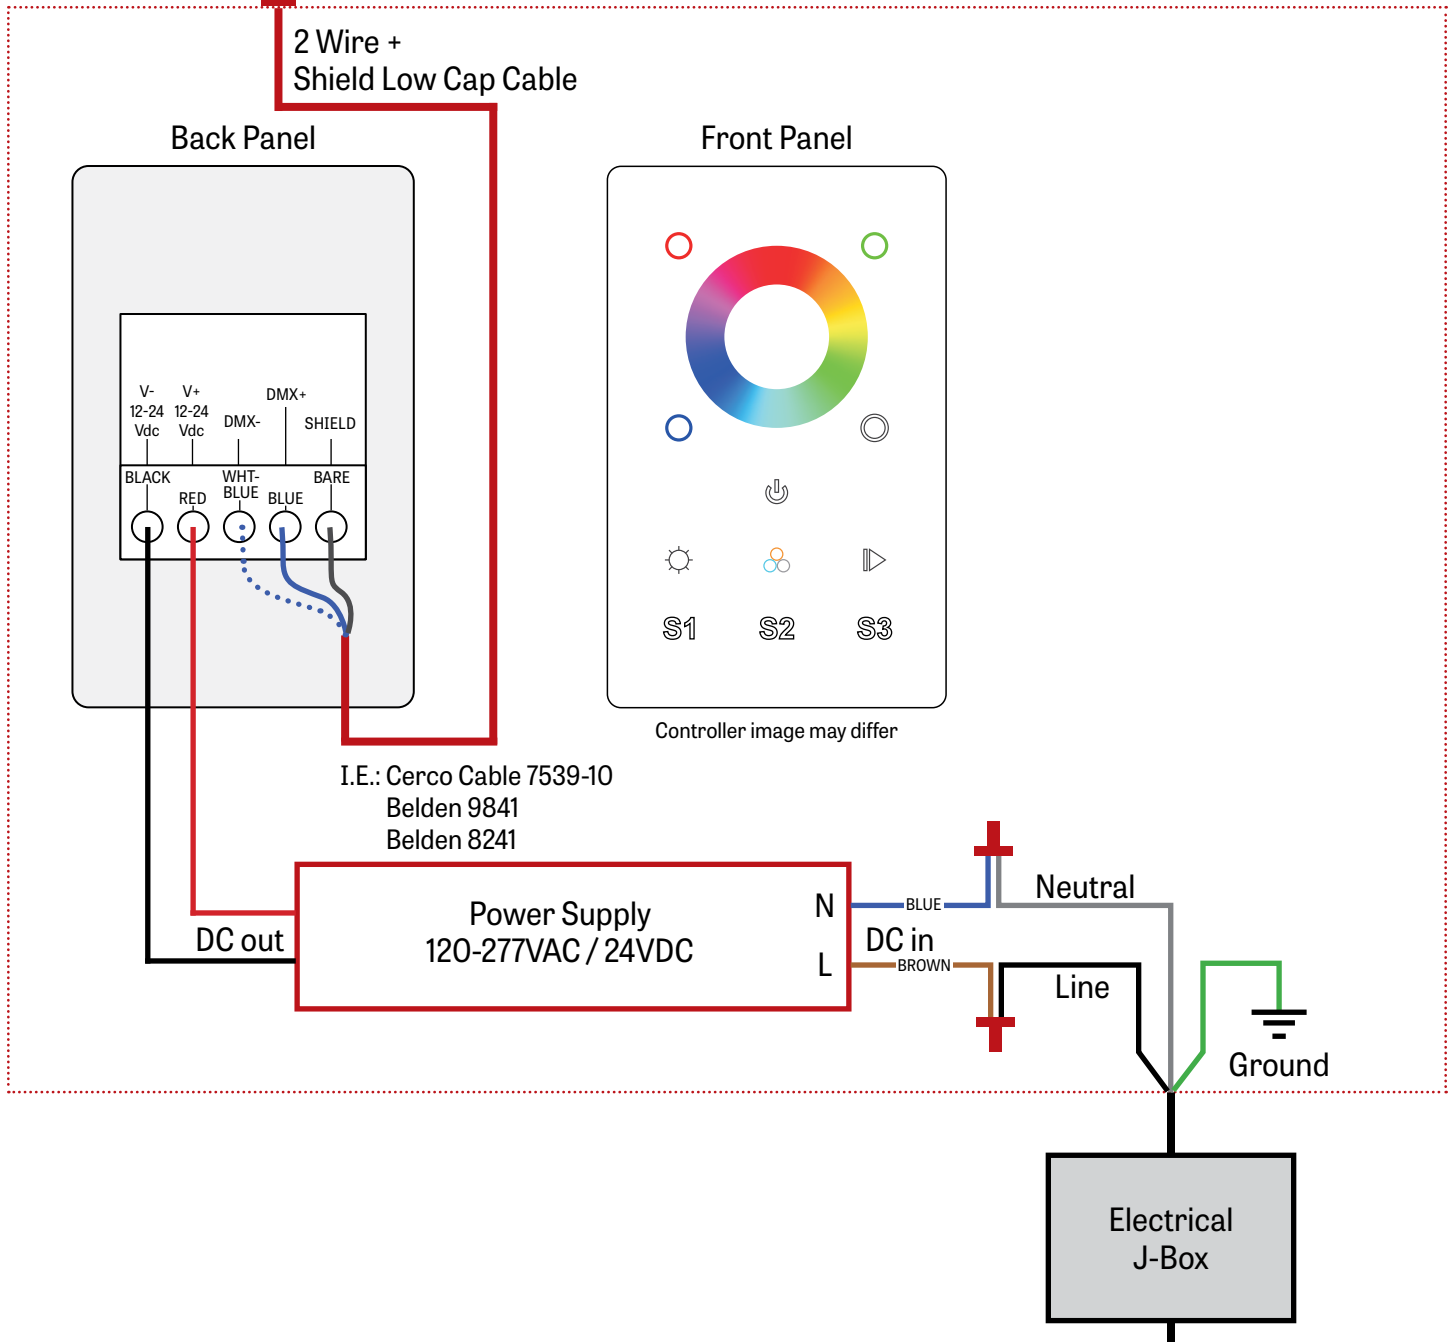 2 Wire +
Shield Low Cap Cable
Back Panel
Front Panel
V-
12-24
Vdc
V+
12-24
Vdc
DMX-
DMX+
SHIELD
BLACK
RED
WHT-
BLUE
BLUE
BARE
S1 S2 S3
Controller image may differ
I.E.: Cerco Cable 7539-10
Belden 9841
Belden 8241
Power Supply
120-277VAC / 24VDC
DC out
N
L
DC in
BLUE
BROWN
Neutral
Line
Ground
Electrical
J-Box